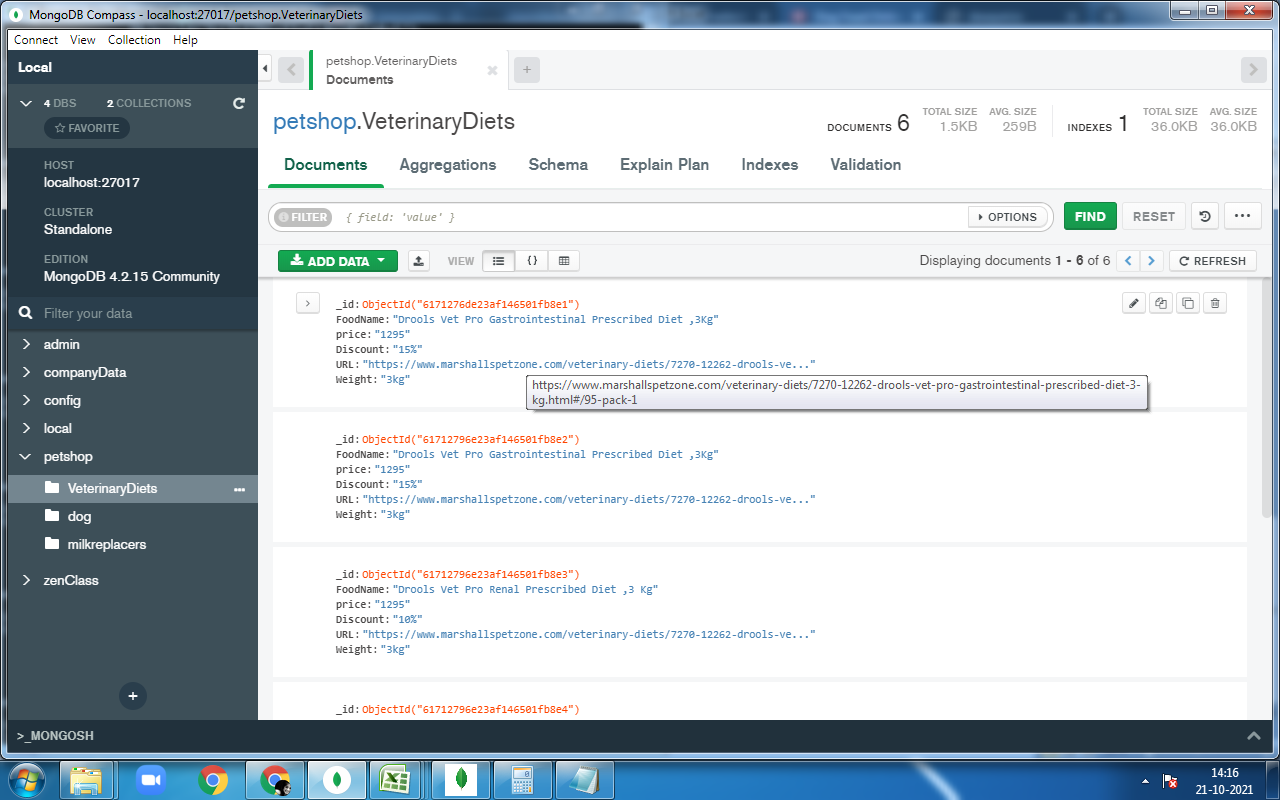 MongoDB Compass - localhost:27017/petshop.VeterinaryDiets
Connect View Collection Help
Local
4 DBS 2 COLLECTIONS
FAVORITE
HOST
localhost:27017
CLUSTER
Standalone
EDITION
MongoDB 4.2.15 Community
Filter your data
admin
companyData
config
local
petshop
VeterinaryDiets
dog
milkreplacers
zenClass
petshop.VeterinaryDiets
Documents
petshop.VeterinaryDiets
DOCUMENTS 6 TOTAL SIZE 1.5KB AVG. SIZE 259B INDEXES 1 TOTAL SIZE 36.0KB AVG. SIZE 36.0KB
Documents Aggregations Schema Explain Plan Indexes Validation
FILTER { field: 'value' } OPTIONS FIND RESET
ADD DATA VIEW {} Displaying documents 1 - 6 of 6 REFRESH
_id: ObjectId("6171276de23af146501fb8e1")
FoodName: "Drools Vet Pro Gastrointestinal Prescribed Diet ,3Kg"
price: "1295"
Discount: "15%"
URL: "https://www.marshallspetzone.com/veterinary-diets/7270-12262-drools-ve..."
Weight: "3kg"
https://www.marshallspetzone.com/veterinary-diets/7270-12262-drools-vet-pro-gastrointestinal-prescribed-diet-3-
kg.html#/95-pack-1
_id: ObjectId("61712796e23af146501fb8e2")
FoodName: "Drools Vet Pro Gastrointestinal Prescribed Diet ,3Kg"
price: "1295"
Discount: "15%"
URL: "https://www.marshallspetzone.com/veterinary-diets/7270-12262-drools-ve..."
Weight: "3kg"
_id: ObjectId("61712796e23af146501fb8e3")
FoodName: "Drools Vet Pro Renal Prescribed Diet ,3 Kg"
price: "1295"
Discount: "10%"
URL: "https://www.marshallspetzone.com/veterinary-diets/7270-12262-drools-ve..."
Weight: "3kg"
_id: ObjectId("61712796e23af146501fb8e4")
>_MONGOSH
14:16
21-10-2021